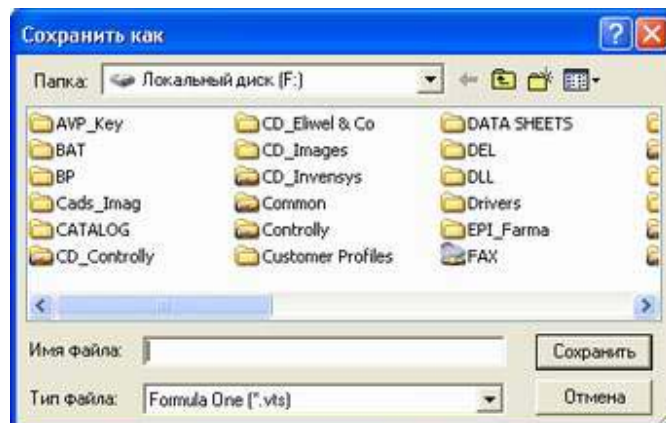 Сохранить как
Папка: Локальный диск (F:)
AVP_Key CD_Eliwel & Co DATA SHEETS
BAT CD_Images DEL
BP CD_Invensys DLL
Cads_Imag Common Drivers
CATALOG Controlly EPI_Farma
CD_Controlly Customer Profiles FAX
Имя файла: Сохранить
Тип файла: Formula One (*.vts) Отмена